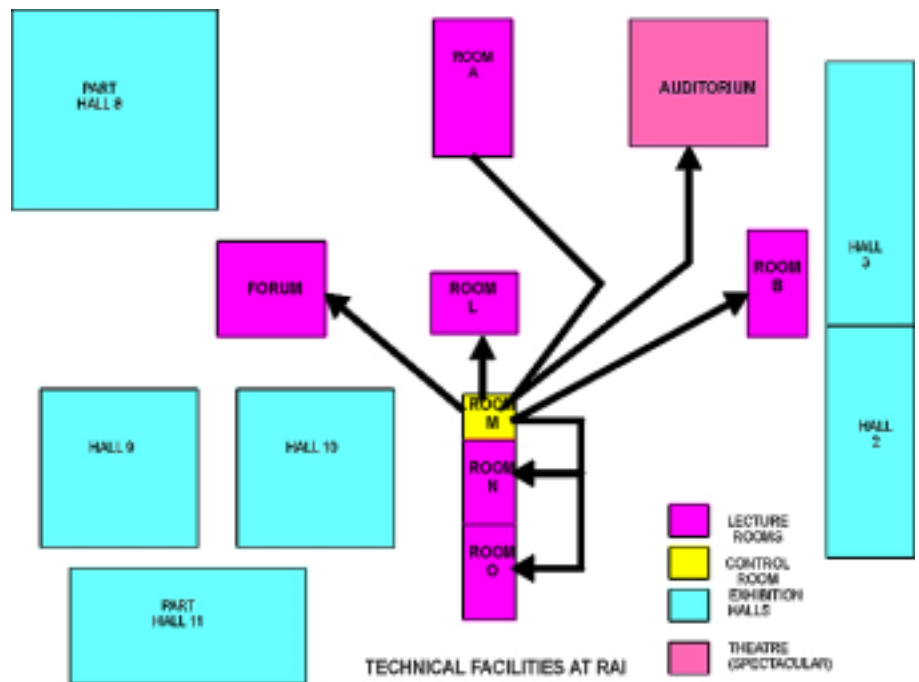 PART
HALL 8
ROOM
A
AUDITORIUM
HALL
3
FORUM
ROOM
L
ROOM
B
HALL 9
HALL 10
ROOM
M
HALL
2
ROOM
N
ROOM
O
LECTURE
ROOMS
CONTROL
ROOM
EXHIBITION
HALLS
PART
HALL 11
THEATRE
(SPECTACULAR)
TECHNICAL FACILITIES AT RAI